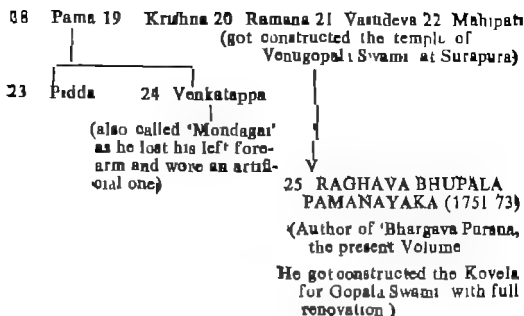 18 Pama 19 Krushna 20 Ramana 21 Vasudeva 22 Mahipati
(got constructed the temple of
Venugopala Swami at Surapura)
23 Pidda 24 Venkatappa
(also called 'Mondagai'
as he lost his left fore-
arm and wore an artifi-
cial one)
25 RAGHAVA BHUPALA
PAMANAYAKA (1751 73)
(Author of 'Bhargava Purana,
the present Volume
He got constructed the Kovela
for Gopala Swami with full
renovation)